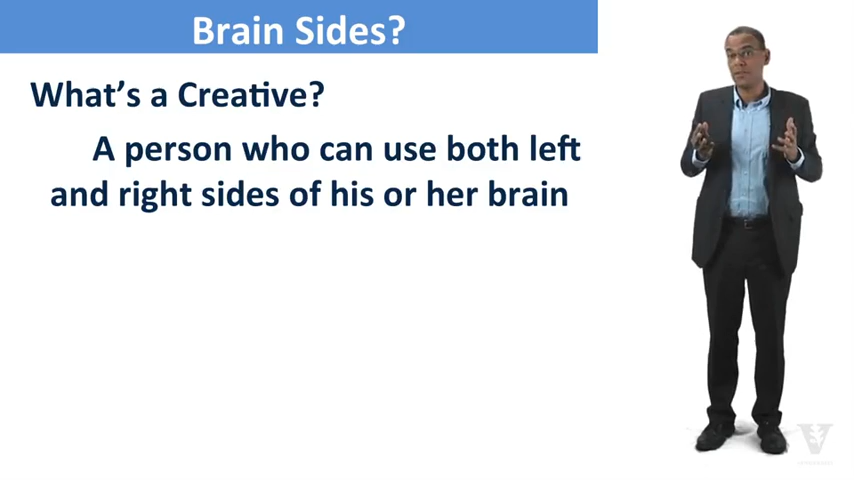 Brain Sides?
What's a Creative?
A person who can use both left
and right sides of his or her brain
V